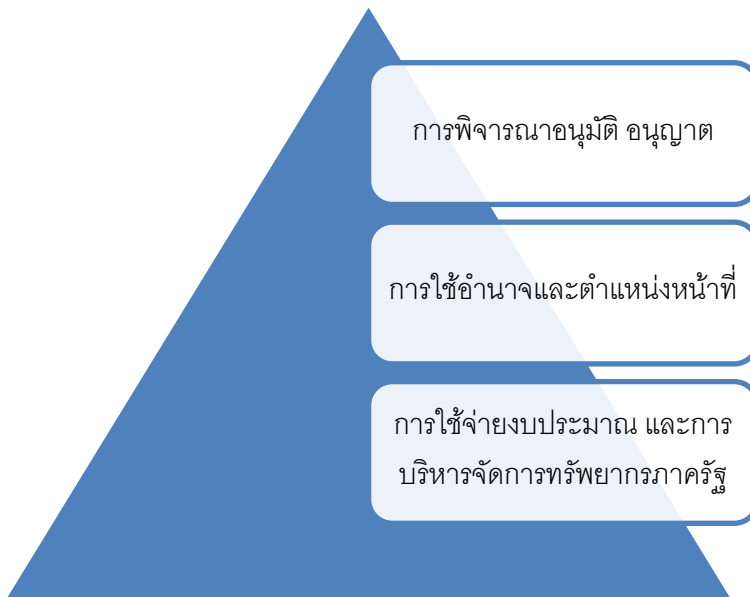 การพิจารณาอนุมัติ อนุญาต
การใช้อำนาจและตำแหน่งหน้าที่
การใช้จ่ายงบประมาณ และการ
บริหารจัดการทรัพยากรภาครัฐ